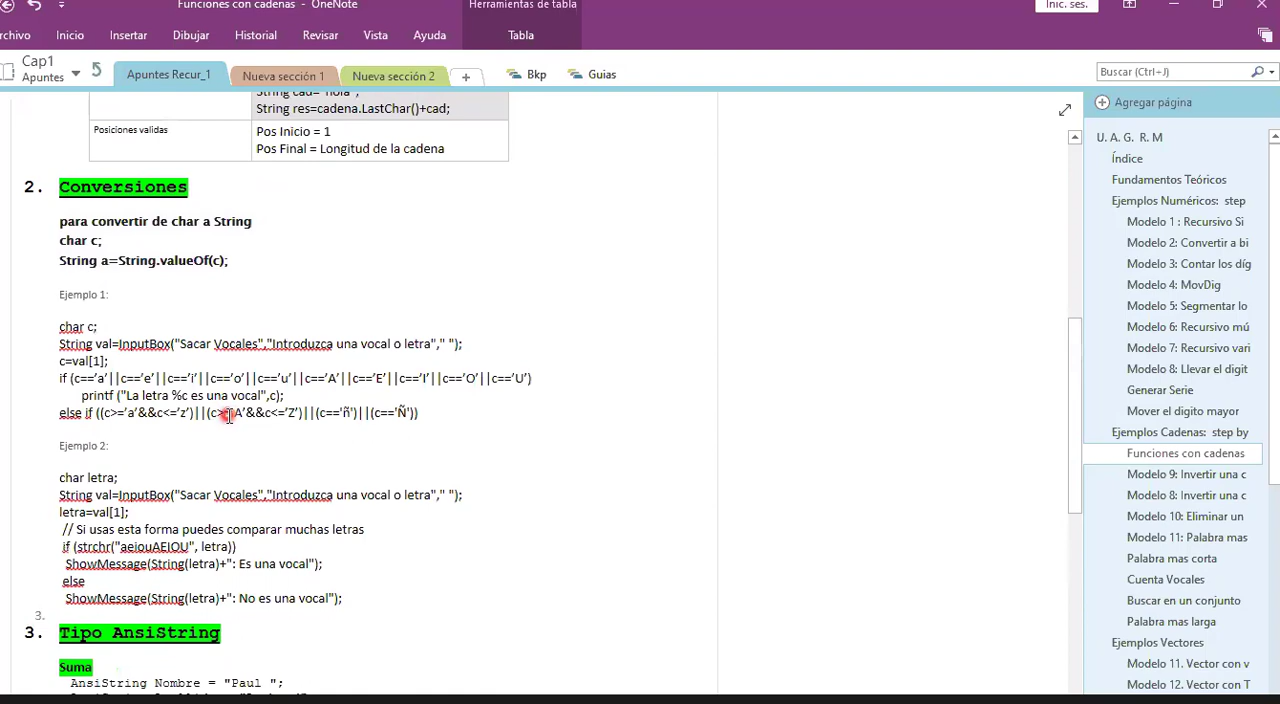 Funciones con cadenas - OneNote
Herramientas de tabla
Inic. ses.
rchivo Inicio Insertar Dibujar Historial Revisar Vista Ayuda Tabla
Cap1
Apuntes
Apuntes Recur_1
Nueva sección 1
Nueva sección 2
+
Bkp
Guias
Buscar (Ctrl+J)
String cad="hola";
String res=cadena.LastChar()+cad;
Posiciones validas
Pos Inicio = 1
Pos Final = Longitud de la cadena
2. Conversiones
para convertir de char a String
char c;
String a=String.valueOf(c);
Ejemplo 1:
char c;
String val=InputBox("Sacar Vocales","Introduzca una vocal o letra"," ");
c=val[1];
if (c=='a'||c=='e'||c=='i'||c=='o'||c=='u'||c=='A'||c=='E'||c=='I'||c=='O'||c=='U')
printf ("La letra %c es una vocal",c);
else if ((c>='a'&&c<='z')||(c>='A'&&c<='Z')||(c=='ñ')||(c=='Ñ'))
Ejemplo 2:
char letra;
String val=InputBox("Sacar Vocales","Introduzca una vocal o letra"," ");
letra=val[1];
// Si usas esta forma puedes comparar muchas letras
if (strchr("aeiouAEIOU", letra))
ShowMessage(String(letra)+": Es una vocal");
else
ShowMessage(String(letra)+": No es una vocal");
3.
3. Tipo AnsiString
Suma
AnsiString Nombre = "Paul ";
Agregar página
U. A. G. R. M
Índice
Fundamentos Teóricos
Ejemplos Numéricos: step
Modelo 1 : Recursivo Si
Modelo 2: Convertir a bi
Modelo 3: Contar los díg
Modelo 4: MovDig
Modelo 5: Segmentar lo
Modelo 6: Recursivo mú
Modelo 7: Recursivo vari
Modelo 8: Llevar el digit
Generar Serie
Mover el dígito mayor
Ejemplos Cadenas: step by
Funciones con cadenas
Modelo 9: Invertir una c
Modelo 8: Invertir una c
Modelo 10: Eliminar un
Modelo 11: Palabra mas
Palabra mas corta
Cuenta Vocales
Buscar en un conjunto
Palabra mas larga
Ejemplos Vectores
Modelo 11. Vector con v
Modelo 12. Vector con T